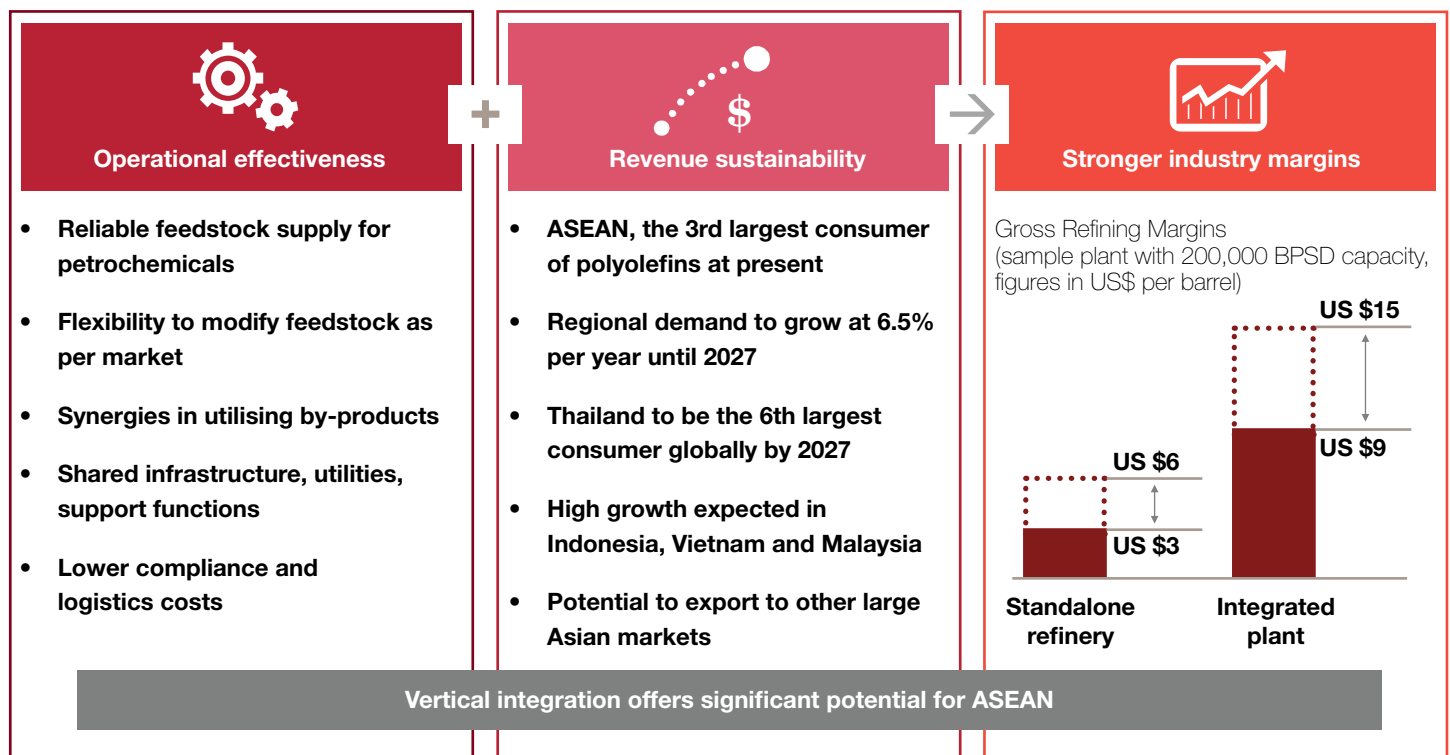 Operational effectiveness
• Reliable feedstock supply for
petrochemicals
• Flexibility to modify feedstock as
per market
• Synergies in utilising by-products
• Shared infrastructure, utilities,
support functions
• Lower compliance and
logistics costs
+
$
Revenue sustainability
• ASEAN, the 3rd largest consumer
of polyolefins at present
• Regional demand to grow at 6.5%
per year until 2027
• Thailand to be the 6th largest
consumer globally by 2027
• High growth expected in
Indonesia, Vietnam and Malaysia
• Potential to export to other large
Asian markets
Stronger industry margins
Gross Refining Margins
(sample plant with 200,000 BPSD capacity,
figures in US$ per barrel)
US $15
US $9
US $6
US $3
Standalone
refinery
Integrated
plant
Vertical integration offers significant potential for ASEAN